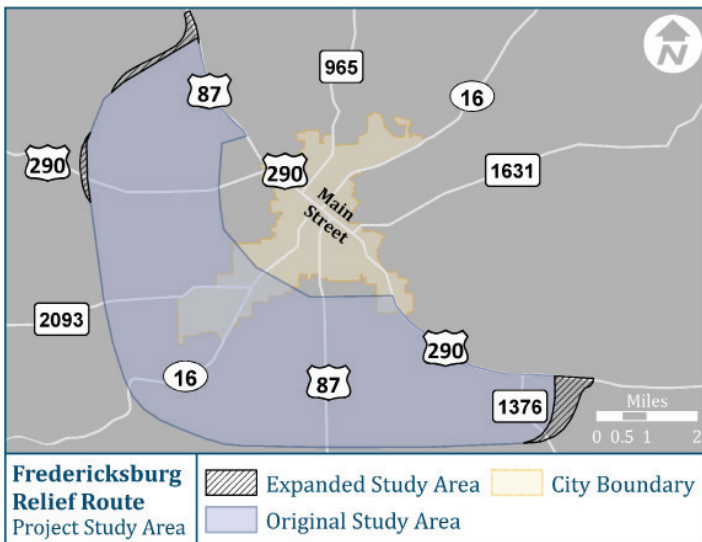 N
965
87
16
290
290
1631
Main
Street
2093
290
16
87
1376
Miles
0 0.5 1 2
Fredericksburg
Relief Route
Project Study Area
Expanded Study Area
City Boundary
Original Study Area